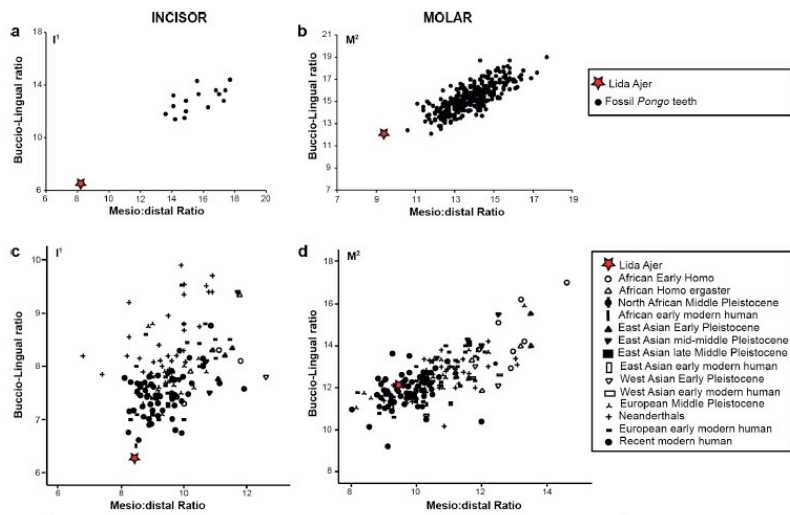 INCISOR MOLAR
a I¹
b M²
Buccio-Lingual ratio
14
12
11
8
6
6 8 10 12 14 16 18 20
Mesio:distal Ratio
Buccio-Lingual ratio
21
19
17
15
13
11
9
7
7 9 11 13 15 17 19
Mesio:distal Ratio
Lida Ajer
Fossil Pongo teeth
c I¹
d M²
Buccio-Lingual ratio
10
9
8
7
6
6 8 10 12
Mesio:distal Ratio
Buccio-Lingual ratio
18
16
14
12
10
8
8 10 12 14
Mesio:distal Ratio
Lida Ajer
African Early Homo
African Homo ergaster
North African Middle Pleistocene
African early modern human
East Asian Early Pleistocene
East Asian mid-middle Pleistocene
East Asian late Middle Pleistocene
East Asian early modern human
West Asian Early Pleistocene
West Asian early modern human
European Middle Pleistocene
Neanderthals
European early modern human
Recent modern human